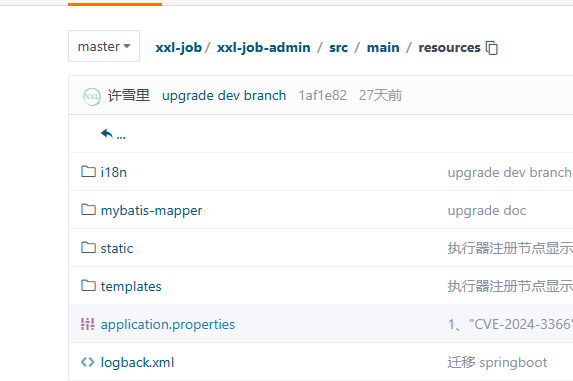 master xxl-job / xxl-job-admin / src / main / resources
XXL 许雪里 upgrade dev branch 1af1e82 27天前
...
i18n upgrade dev branch
mybatis-mapper upgrade doc
static 执行器注册节点显示
templates 执行器注册节点显示
application.properties 1、"CVE-2024-3366"
logback.xml 迁移 springboot